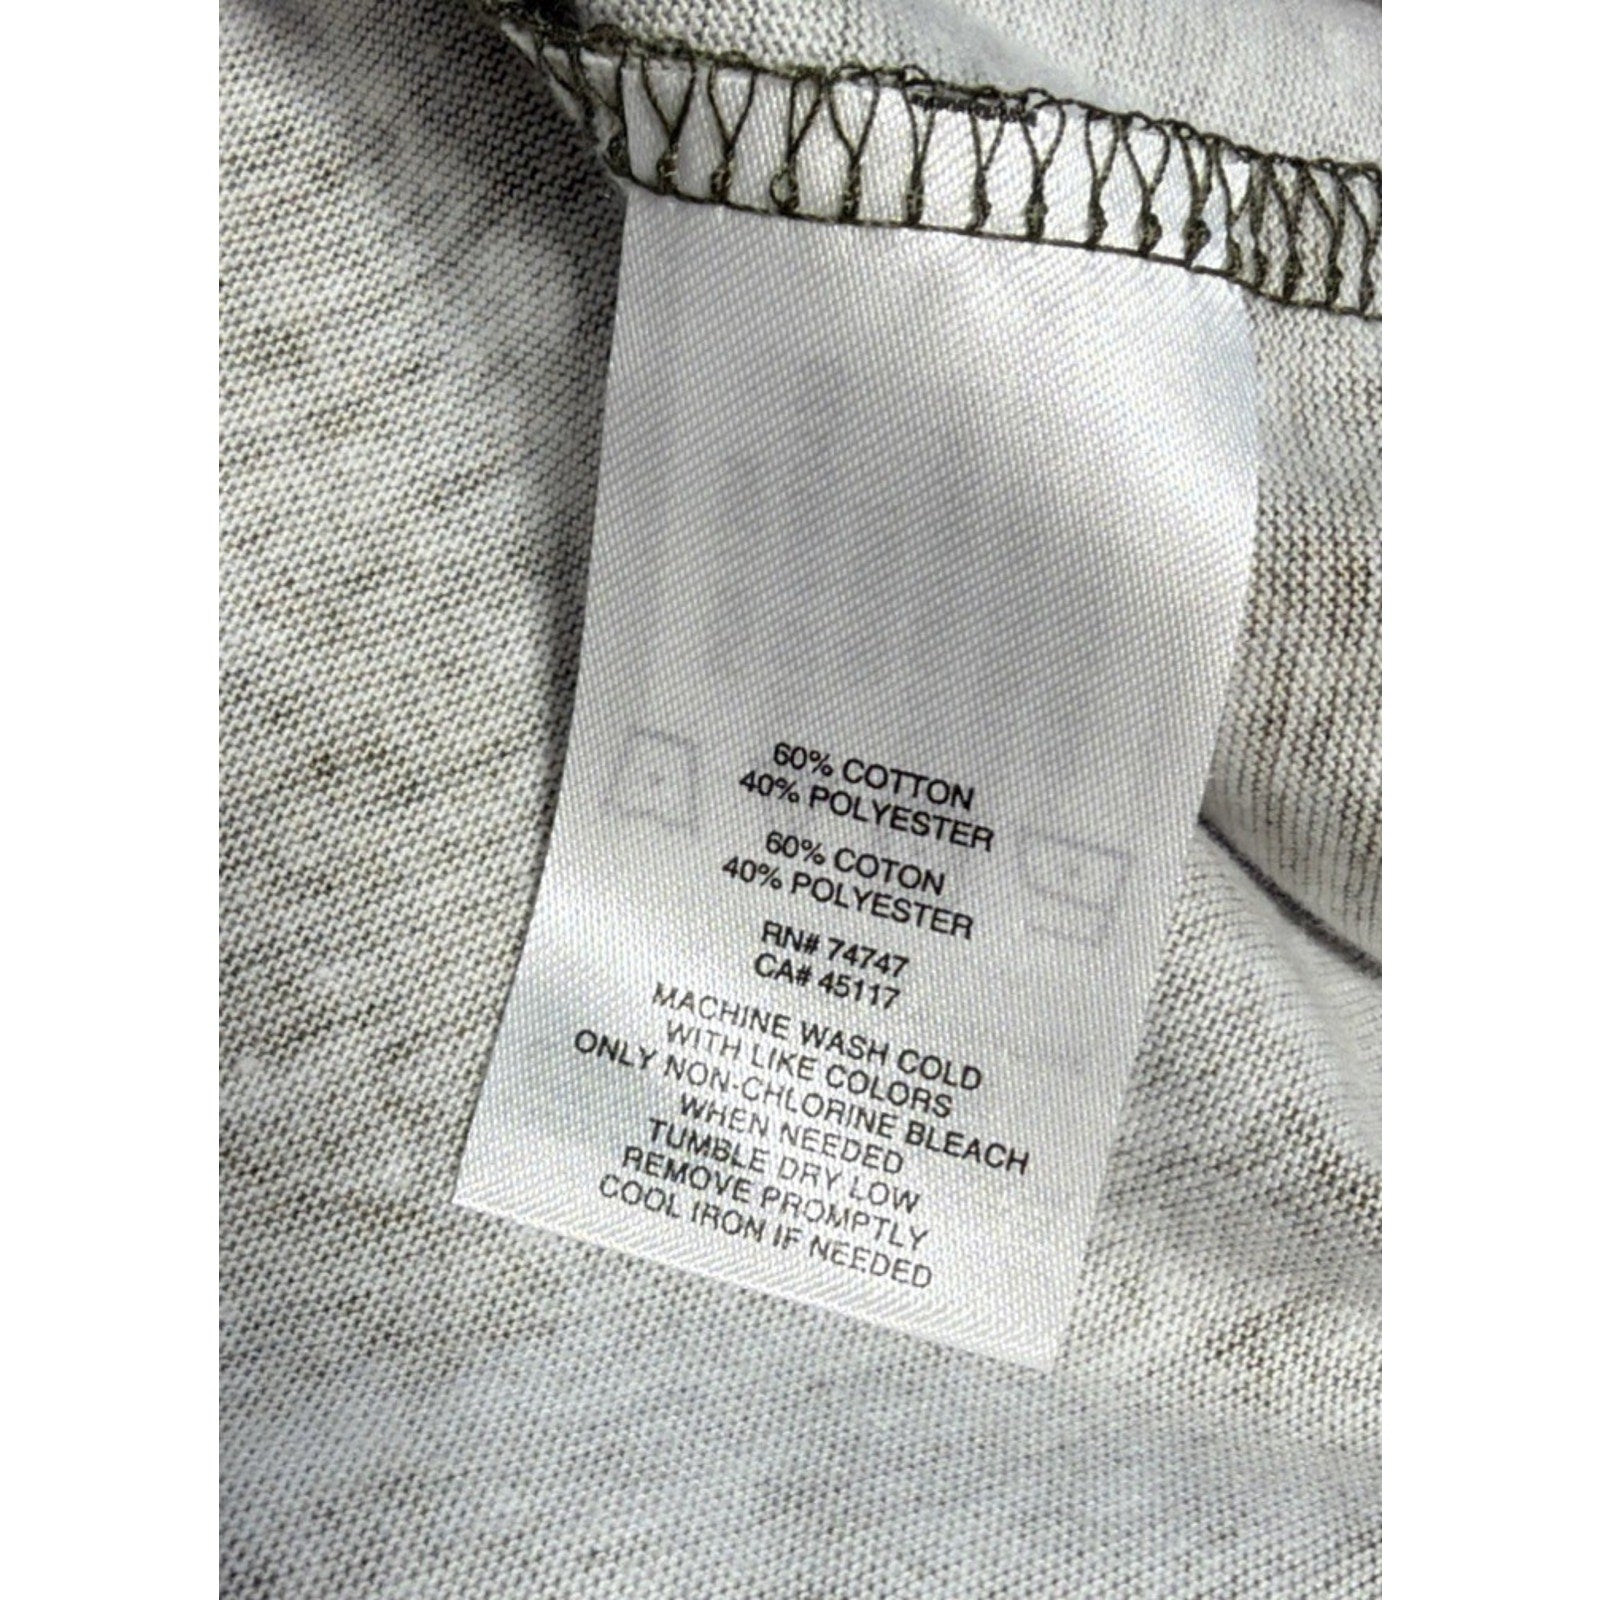 60% COTTON
40% POLYESTER
60% COTON
40% POLYESTER
RN# 74747
CA# 45117
MACHINE WASH COLD
WITH LIKE COLORS
ONLY NON-CHLORINE BLEACH
WHEN NEEDED
TUMBLE DRY LOW
REMOVE PROMPTLY
COOL IRON IF NEEDED